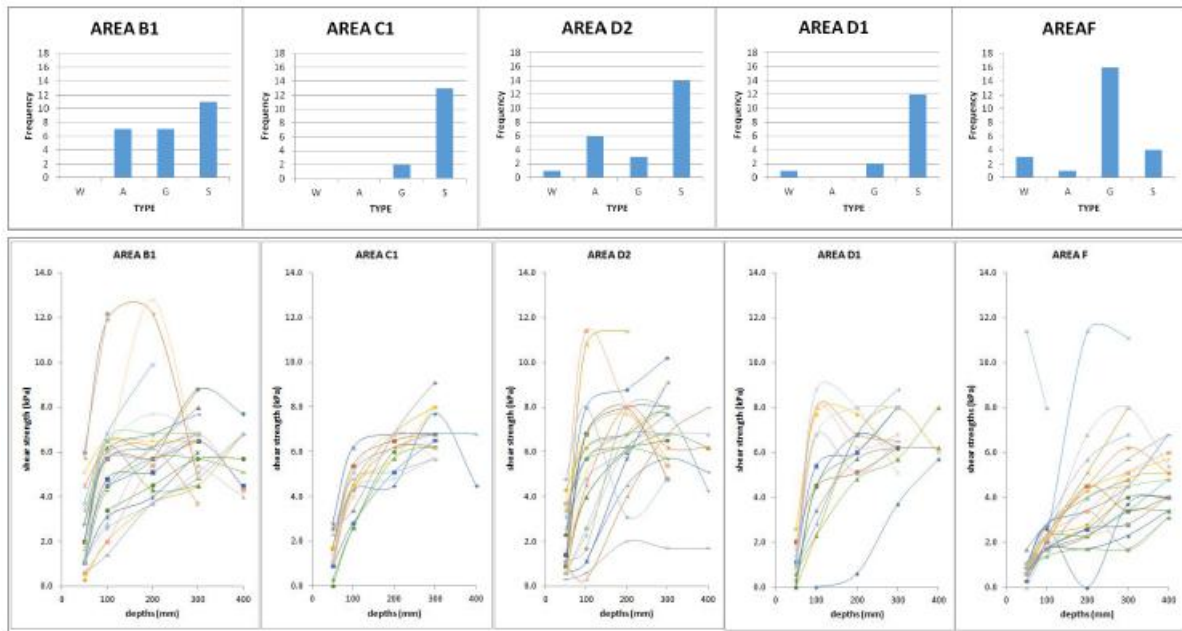 AREA B1
18
16
14
12
10
8
6
4
2
0
Frequency
W A G S
TYPE
AREA C1
18
16
14
12
10
8
6
4
2
0
Frequency
W A G S
TYPE
AREA D2
18
16
14
12
10
8
6
4
2
0
Frequency
W A G S
TYPE
AREA D1
18
16
14
12
10
8
6
4
2
0
Frequency
W A G S
TYPE
AREAF
18
16
14
12
10
8
6
4
2
0
Frequency
W A G S
TYPE
AREA B1
14.0
12.0
10.0
8.0
6.0
4.0
2.0
0.0
shear strength (kPa)
0 100 200 300 400
depths (mm)
AREA C1
14.0
12.0
10.0
8.0
6.0
4.0
2.0
0.0
shear strength (kPa)
0 100 200 300 400
depths (mm)
AREA D2
14.0
12.0
10.0
8.0
6.0
4.0
2.0
0.0
shear strengths (kPa)
0 100 200 300 400
depths (mm)
AREA D1
14.0
12.0
10.0
8.0
6.0
4.0
2.0
0.0
shear strength (kPa)
0 100 200 300 400
depths (mm)
AREA F
14.0
12.0
10.0
8.0
6.0
4.0
2.0
0.0
shear strengths (kPa)
0 100 200 300 400
depths (mm)